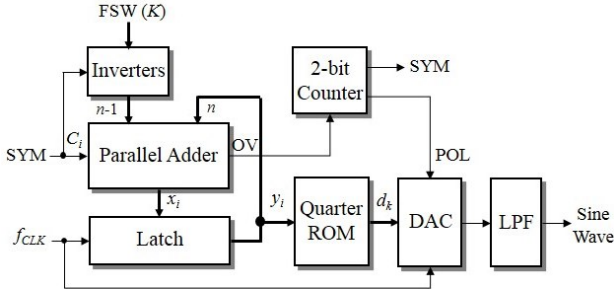 FSW (K)
Inverters
2-bit
Counter
SYM
n-1
n
SYM
C_i
Parallel Adder
OV
POL
x_i
y_i
Quarter
ROM
d_k
DAC
LPF
Sine
Wave
f_CLK
Latch